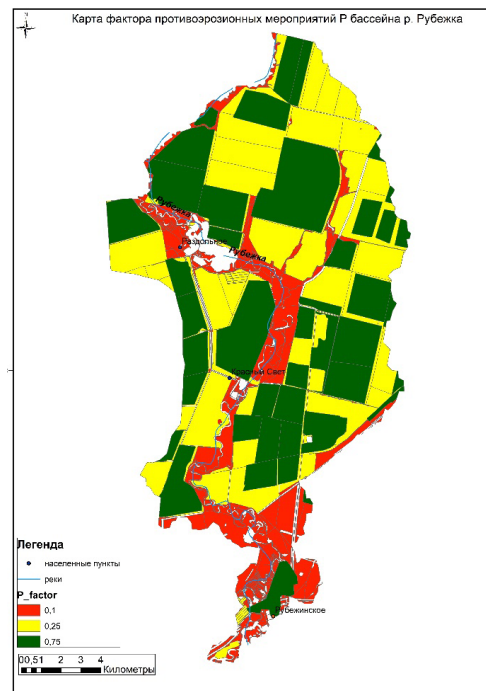 Карта фактора противоэрозионных мероприятий Р бассейна р. Рубежка
Рубежка
Раздольное
Рубежка
Красный Свет
Рубежинское
Легенда
населенные пункты
реки
P_factor
0,1
0,25
0,75
00,51 2 3 4
Километры